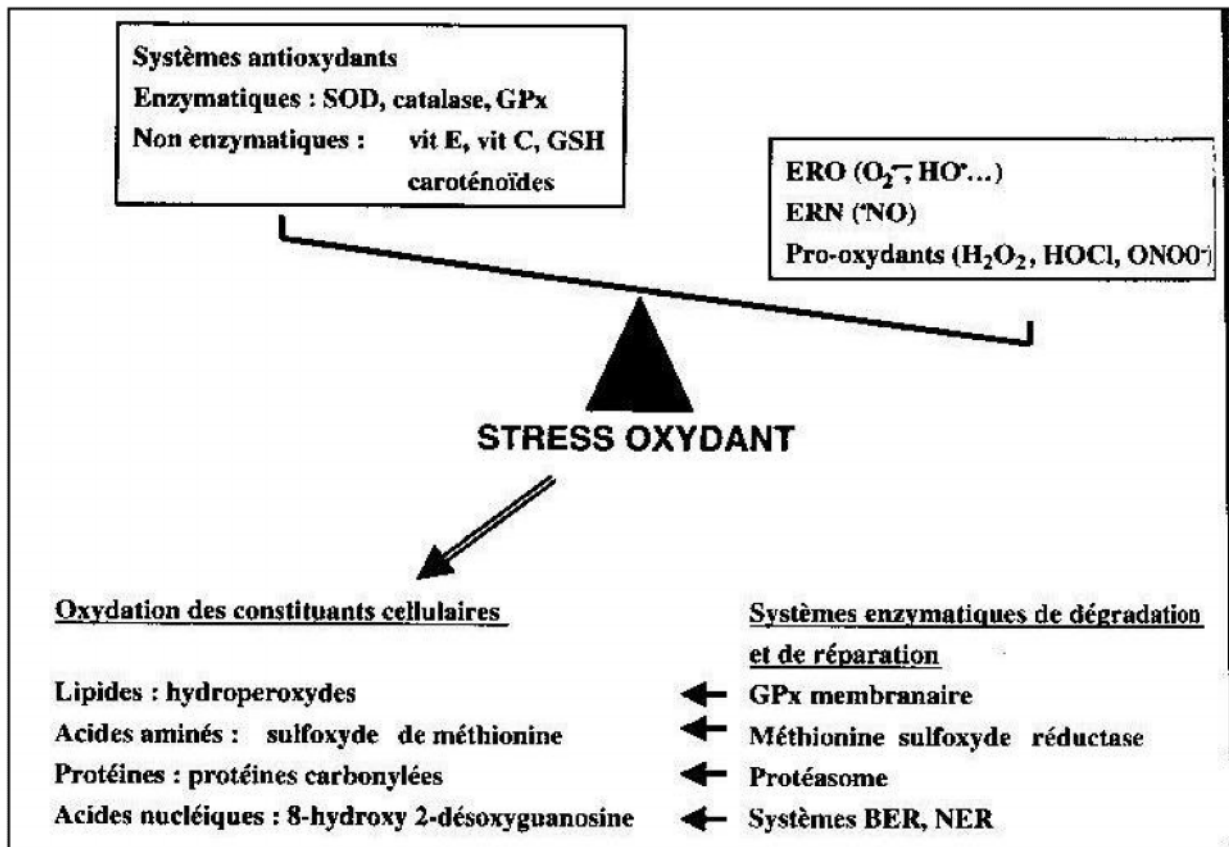 Systèmes antioxydants
Enzymatiques : SOD, catalase, GPx
Non enzymatiques : vit E, vit C, GSH
caroténoïdes
ERO (O₂•⁻, HO•...)
ERN (•NO)
Pro-oxydants (H₂O₂, HOCl, ONOO⁻)
STRESS OXYDANT
Oxydation des constituants cellulaires
Lipides : hydroperoxydes
Acides aminés : sulfoxyde de méthionine
Protéines : protéines carbonylées
Acides nucléiques : 8-hydroxy 2-désoxyguanosine
Systèmes enzymatiques de dégradation
et de réparation
GPx membranaire
Méthionine sulfoxyde réductase
Protéasome
Systèmes BER, NER